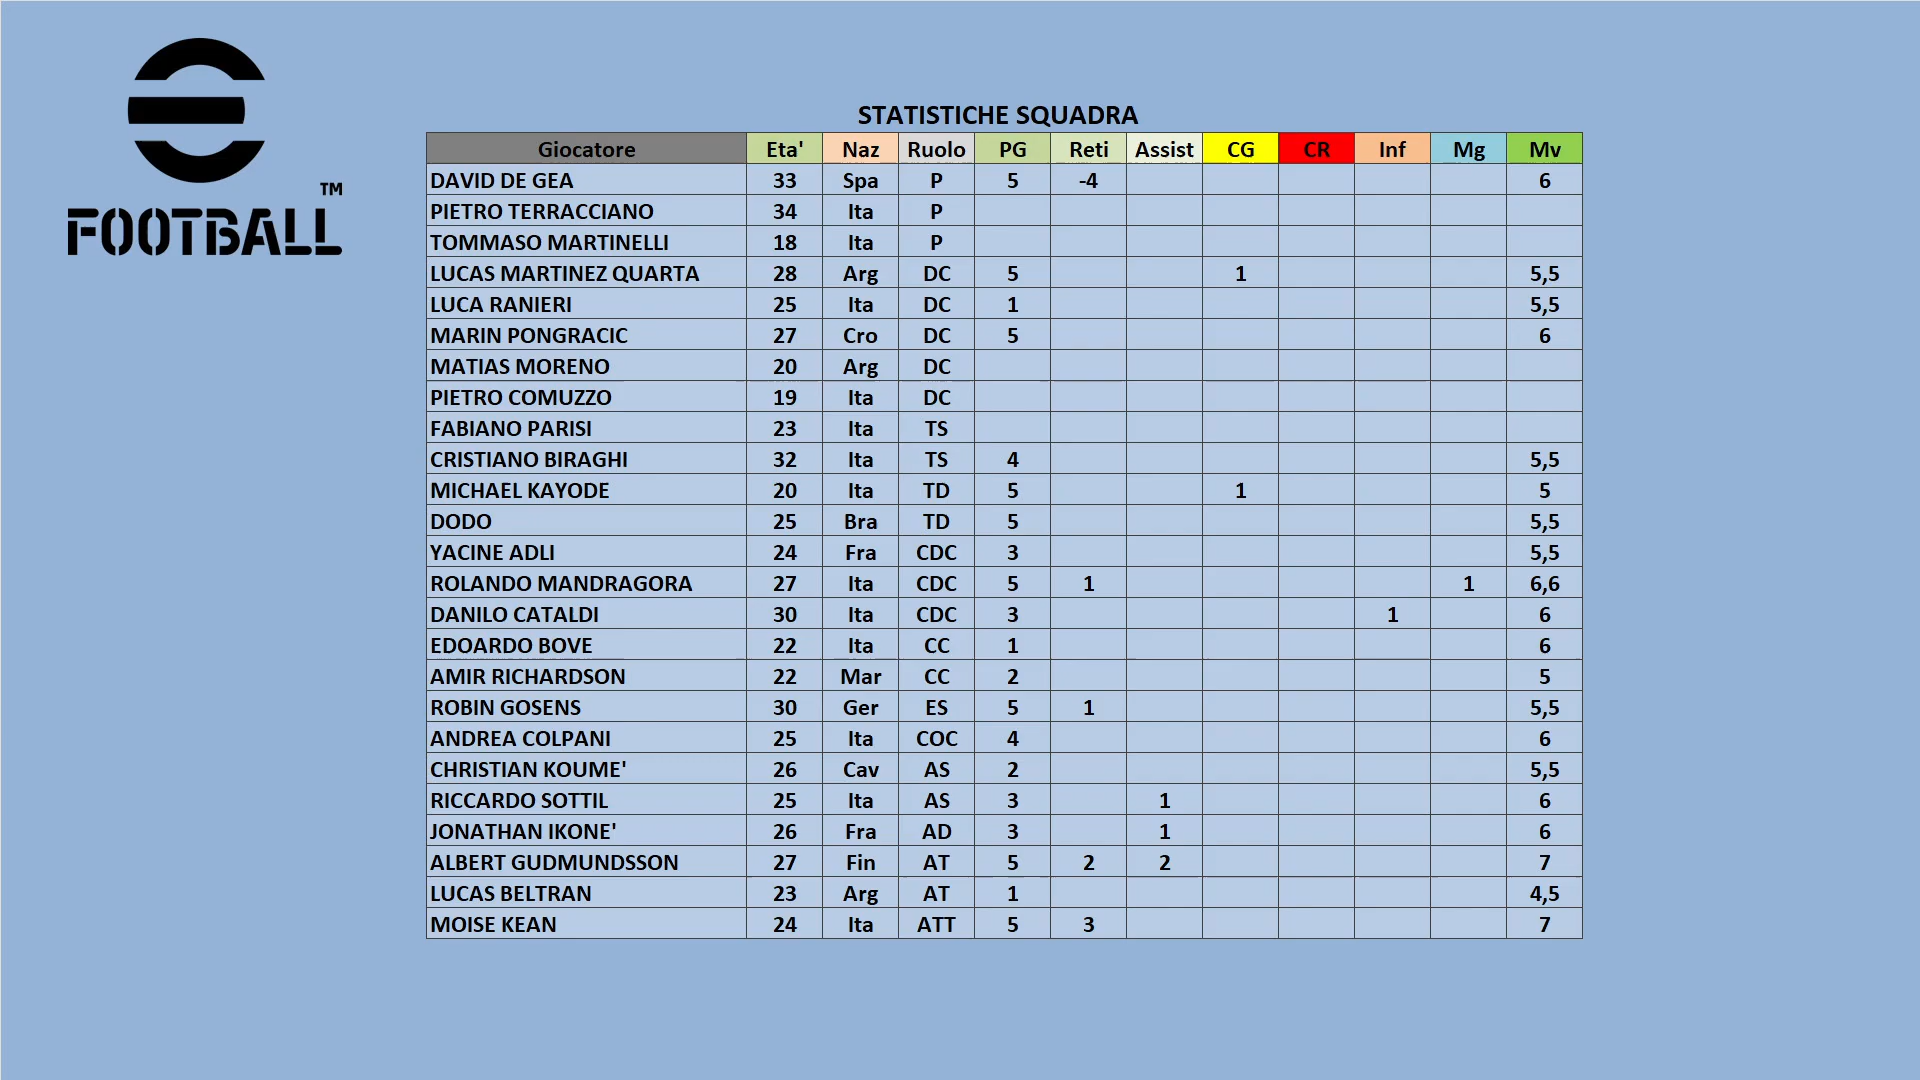 TM
FOOTBALL
STATISTICHE SQUADRA
Giocatore Eta' Naz Ruolo PG Reti Assist CG CR Inf Mg Mv
DAVID DE GEA 33 Spa P 5 -4 6
PIETRO TERRACCIANO 34 Ita P
TOMMASO MARTINELLI 18 Ita P
LUCAS MARTINEZ QUARTA 28 Arg DC 5 1 5,5
LUCA RANIERI 25 Ita DC 1 5,5
MARIN PONGRACIC 27 Cro DC 5 6
MATIAS MORENO 20 Arg DC
PIETRO COMUZZO 19 Ita DC
FABIANO PARISI 23 Ita TS
CRISTIANO BIRAGHI 32 Ita TS 4 5,5
MICHAEL KAYODE 20 Ita TD 5 1 5
DODO 25 Bra TD 5 5,5
YACINE ADLI 24 Fra CDC 3 5,5
ROLANDO MANDRAGORA 27 Ita CDC 5 1 1 6,6
DANILO CATALDI 30 Ita CDC 3 1 6
EDOARDO BOVE 22 Ita CC 1 6
AMIR RICHARDSON 22 Mar CC 2 5
ROBIN GOSENS 30 Ger ES 5 1 5,5
ANDREA COLPANI 25 Ita COC 4 6
CHRISTIAN KOUME' 26 Cav AS 2 5,5
RICCARDO SOTTIL 25 Ita AS 3 1 6
JONATHAN IKONE' 26 Fra AD 3 1 6
ALBERT GUDMUNDSSON 27 Fin AT 5 2 2 7
LUCAS BELTRAN 23 Arg AT 1 4,5
MOISE KEAN 24 Ita ATT 5 3 7